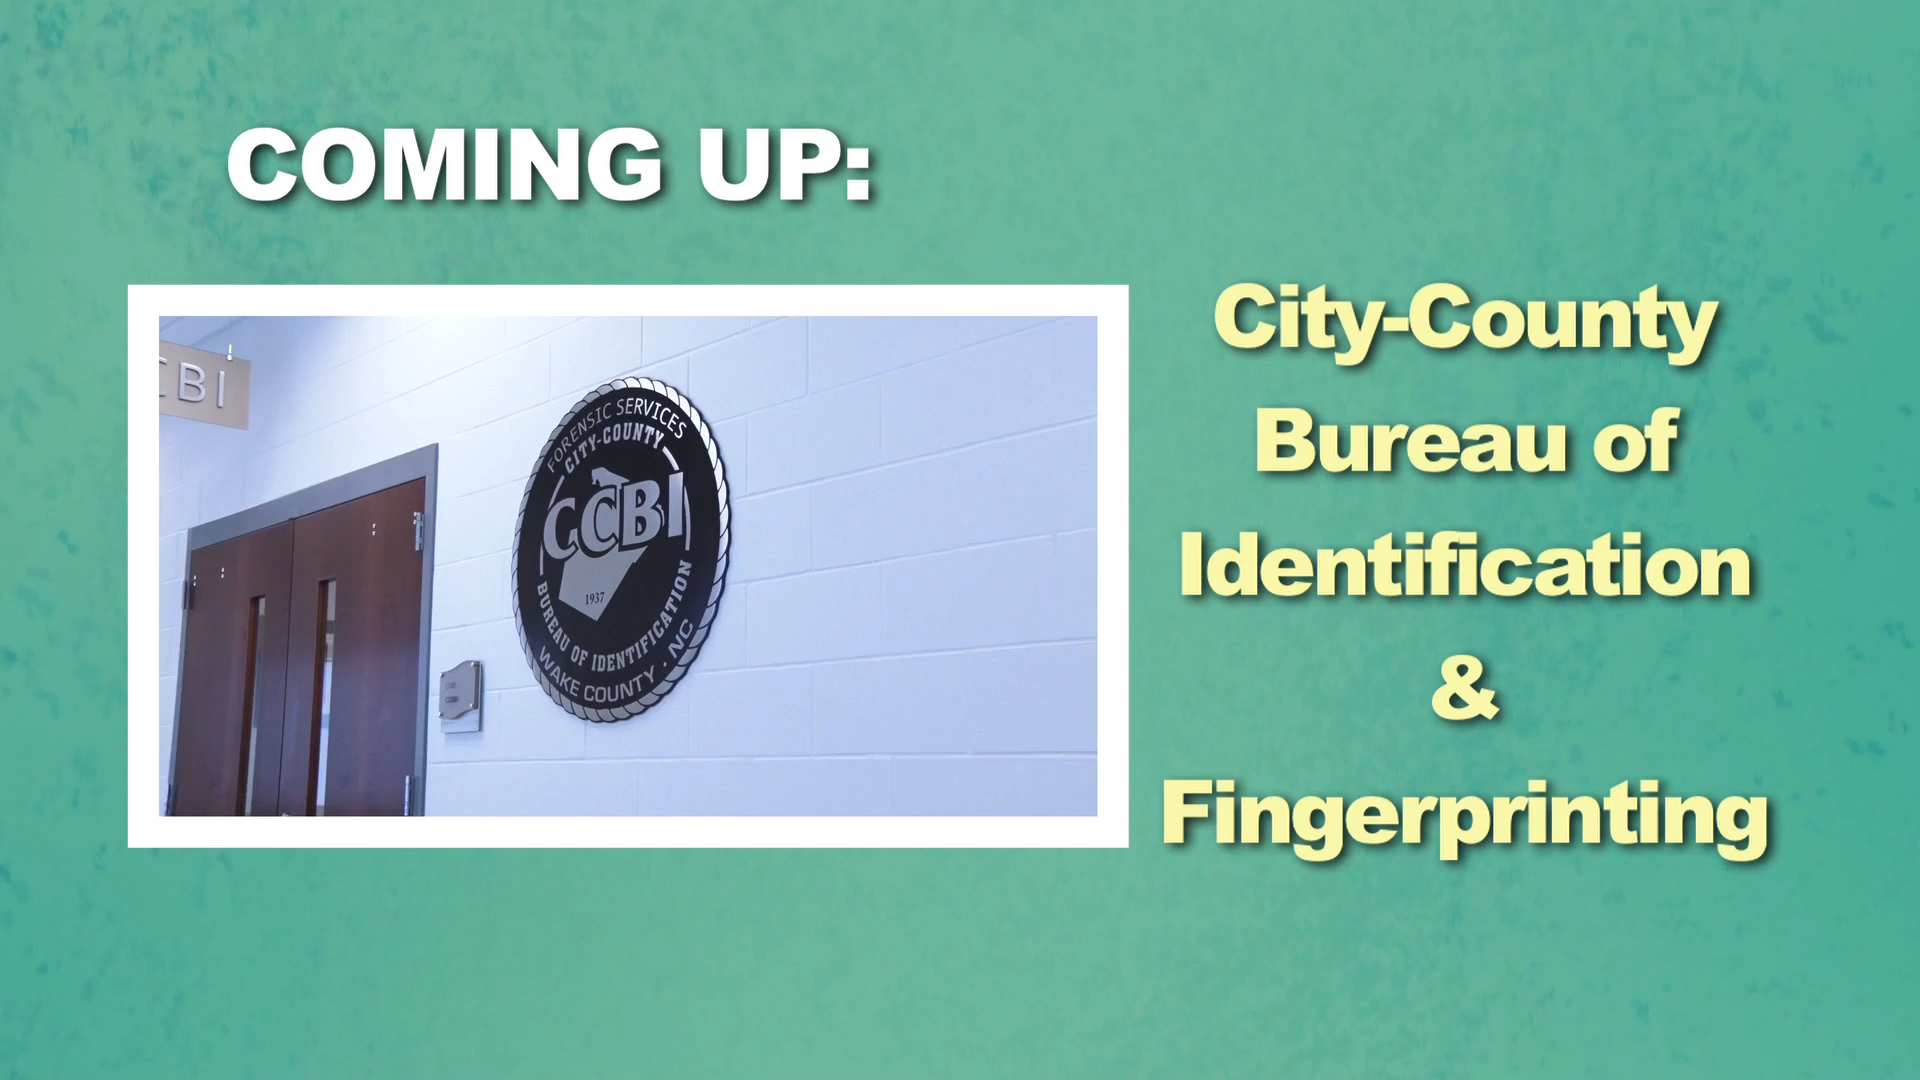 COMING UP:
CBI
FORENSIC SERVICES
CITY-COUNTY
CCBI
1937
BUREAU OF IDENTIFICATION
WAKE COUNTY · NC
City-County
Bureau of
Identification
&
Fingerprinting